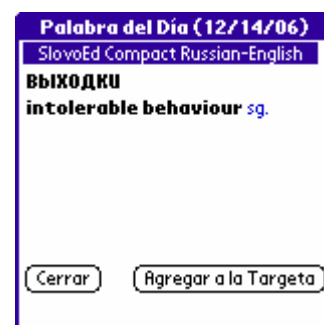 Palabra del Día (12/14/06)
SlovoEd Compact Russian-English
выходки
intolerable behaviour sg.
Cerrar
Agregar a la Targeta